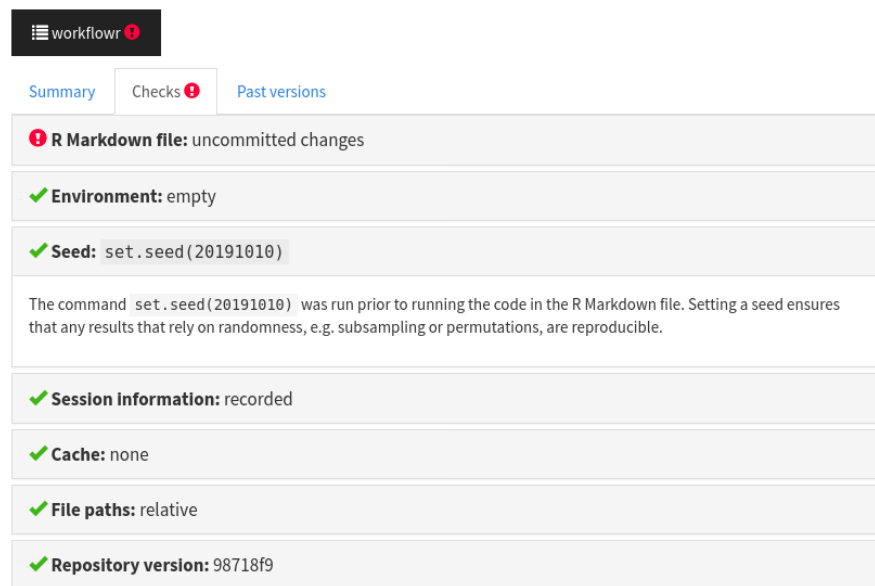 workflowr
Summary Checks Past versions
R Markdown file: uncommitted changes
Environment: empty
Seed: set.seed(20191010)
The command set.seed(20191010) was run prior to running the code in the R Markdown file. Setting a seed ensures
that any results that rely on randomness, e.g. subsampling or permutations, are reproducible.
Session information: recorded
Cache: none
File paths: relative
Repository version: 98718f9